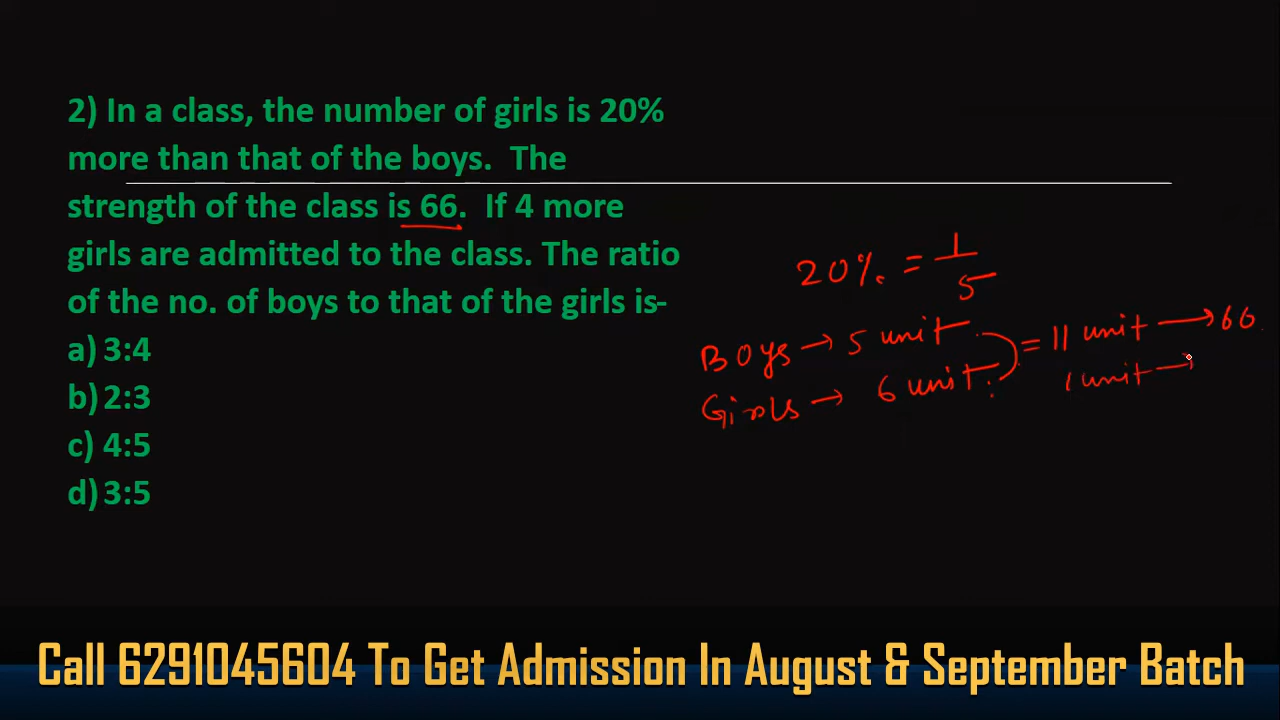 2) In a class, the number of girls is 20%
more than that of the boys. The
strength of the class is 66. If 4 more
girls are admitted to the class. The ratio
of the no. of boys to that of the girls is-
a) 3:4
b) 2:3
c) 4:5
d) 3:5
20% = 1/5
Boys → 5 unit
Girls → 6 unit
= 11 unit → 66
1 unit →
Call 6291045604 To Get Admission In August & September Batch